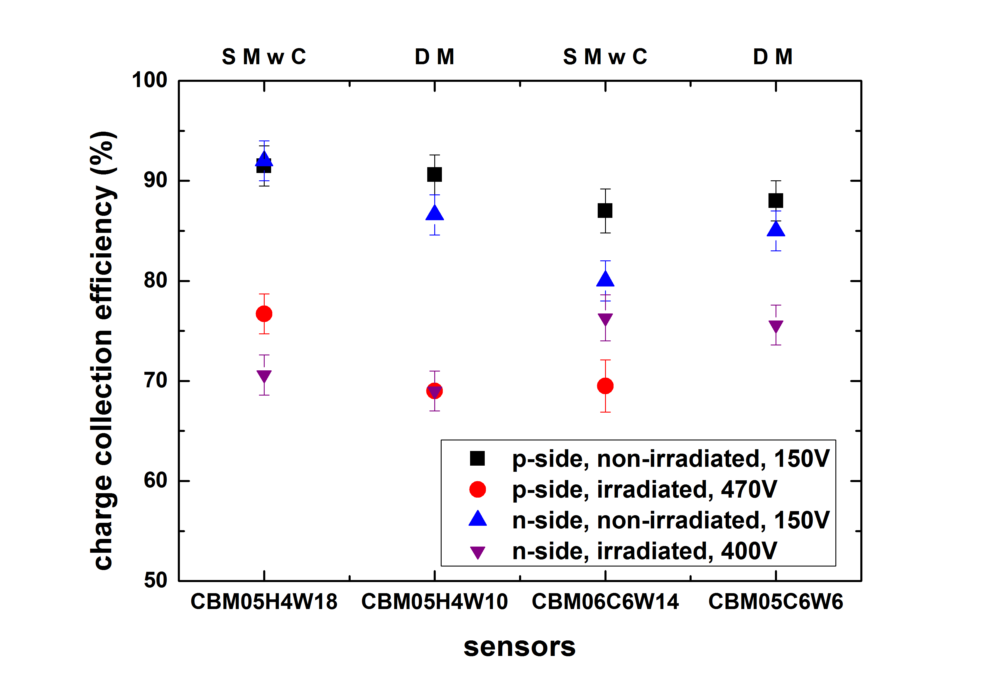 S M w C
D M
S M w C
D M
100
90
80
70
60
50
charge collection efficiency (%)
p-side, non-irradiated, 150V
p-side, irradiated, 470V
n-side, non-irradiated, 150V
n-side, irradiated, 400V
CBM05H4W18
CBM05H4W10
CBM06C6W14
CBM05C6W6
sensors